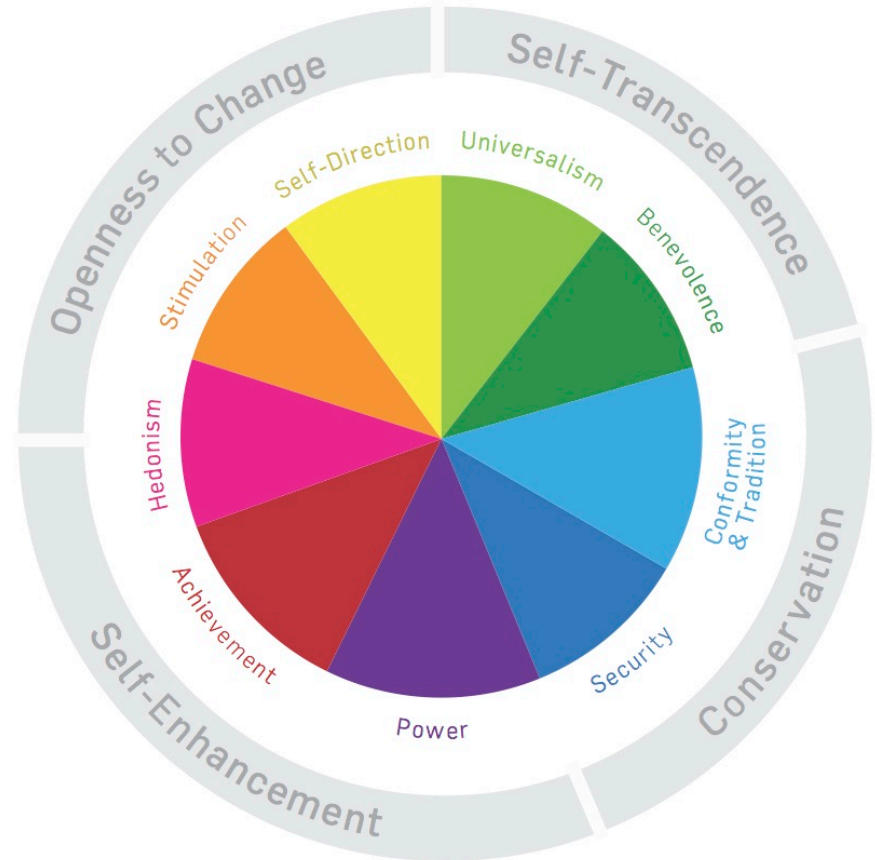 Openness to Change
Self-Transcendence
Self-Direction
Universalism
Stimulation
Benevolence
Hedonism
Conformity
& Tradition
Achievement
Security
Power
Self-Enhancement
Conservation